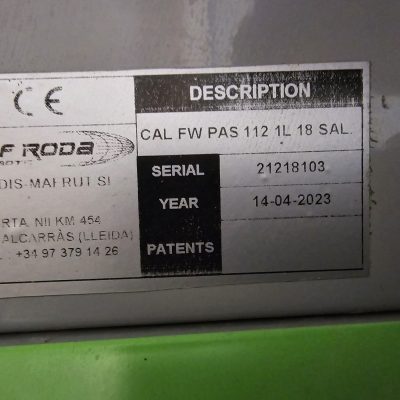 CE
DESCRIPTION
CAL FW PAS 112 1L 18 SAL.
F RODA
DIS-MAFRUT SL
SERIAL 21218103
YEAR 14-04-2023
RTA. NII KM 454
ALCARRÀS (LLEIDA)
+34 97 379 14 26
PATENTS